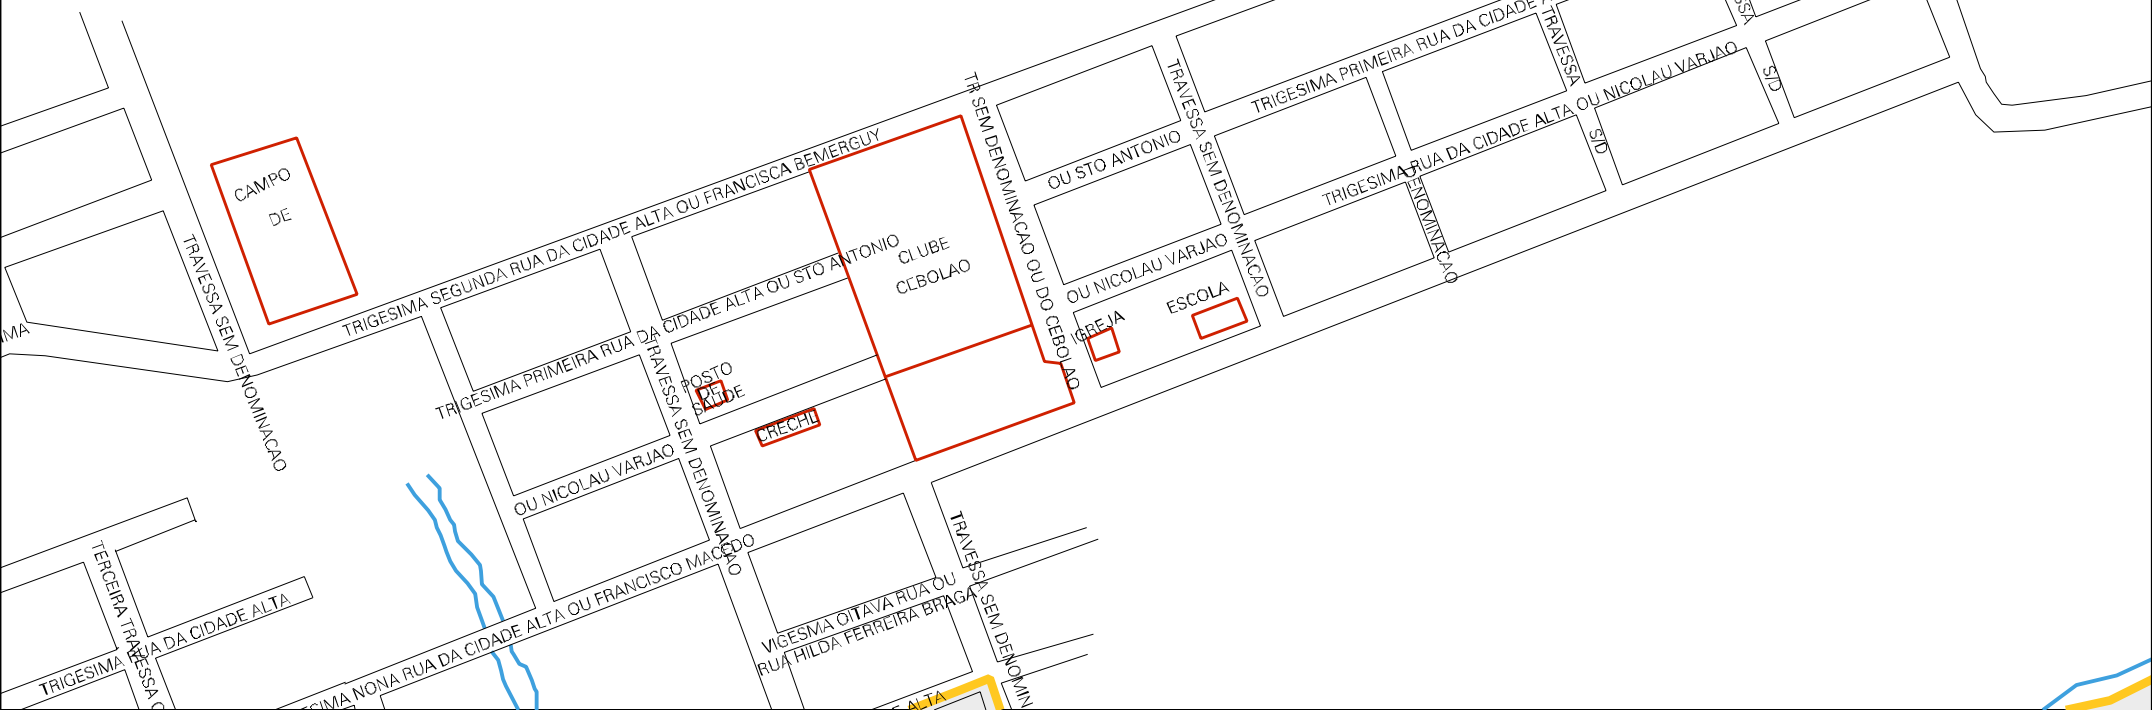 TRIGESIMA PRIMEIRA RUA DA CIDADE
TRAVESSA
S/D
TRIGESIMA RUA DA CIDADE ALTA OU NICOLAU VARJAO
S/D
DENOMINACAO
TRAVESSA SEM DENOMINACAO
OU STO ANTONIO
TR SEM DENOMINACAO OU DO CEBOLAO
OU NICOLAU VARJAO
ESCOLA
IGREJA
CAMPO
DE
TRIGESIMA SEGUNDA RUA DA CIDADE ALTA OU FRANCISCA BEMERGUY
CLUBE
CEBOLAO
TRAVESSA SEM DENOMINACAO
IMA
TRIGESIMA PRIMEIRA RUA DA CIDADE ALTA OU STO ANTONIO
POSTO
DE
SAUDE
CRECHE
TRAVESSA SEM DENOMINACAO
OU NICOLAU VARJAO
SIMA NONA RUA DA CIDADE ALTA OU FRANCISCO MACEDO
TRAVESSA SEM DENOMIN
VIGESMA OITAVA RUA OU
RUA HILDA FERREIRA BRAGA
TERCEIRA TRAVESSA
TRIGESIMA RUA DA CIDADE ALTA
E ALTA